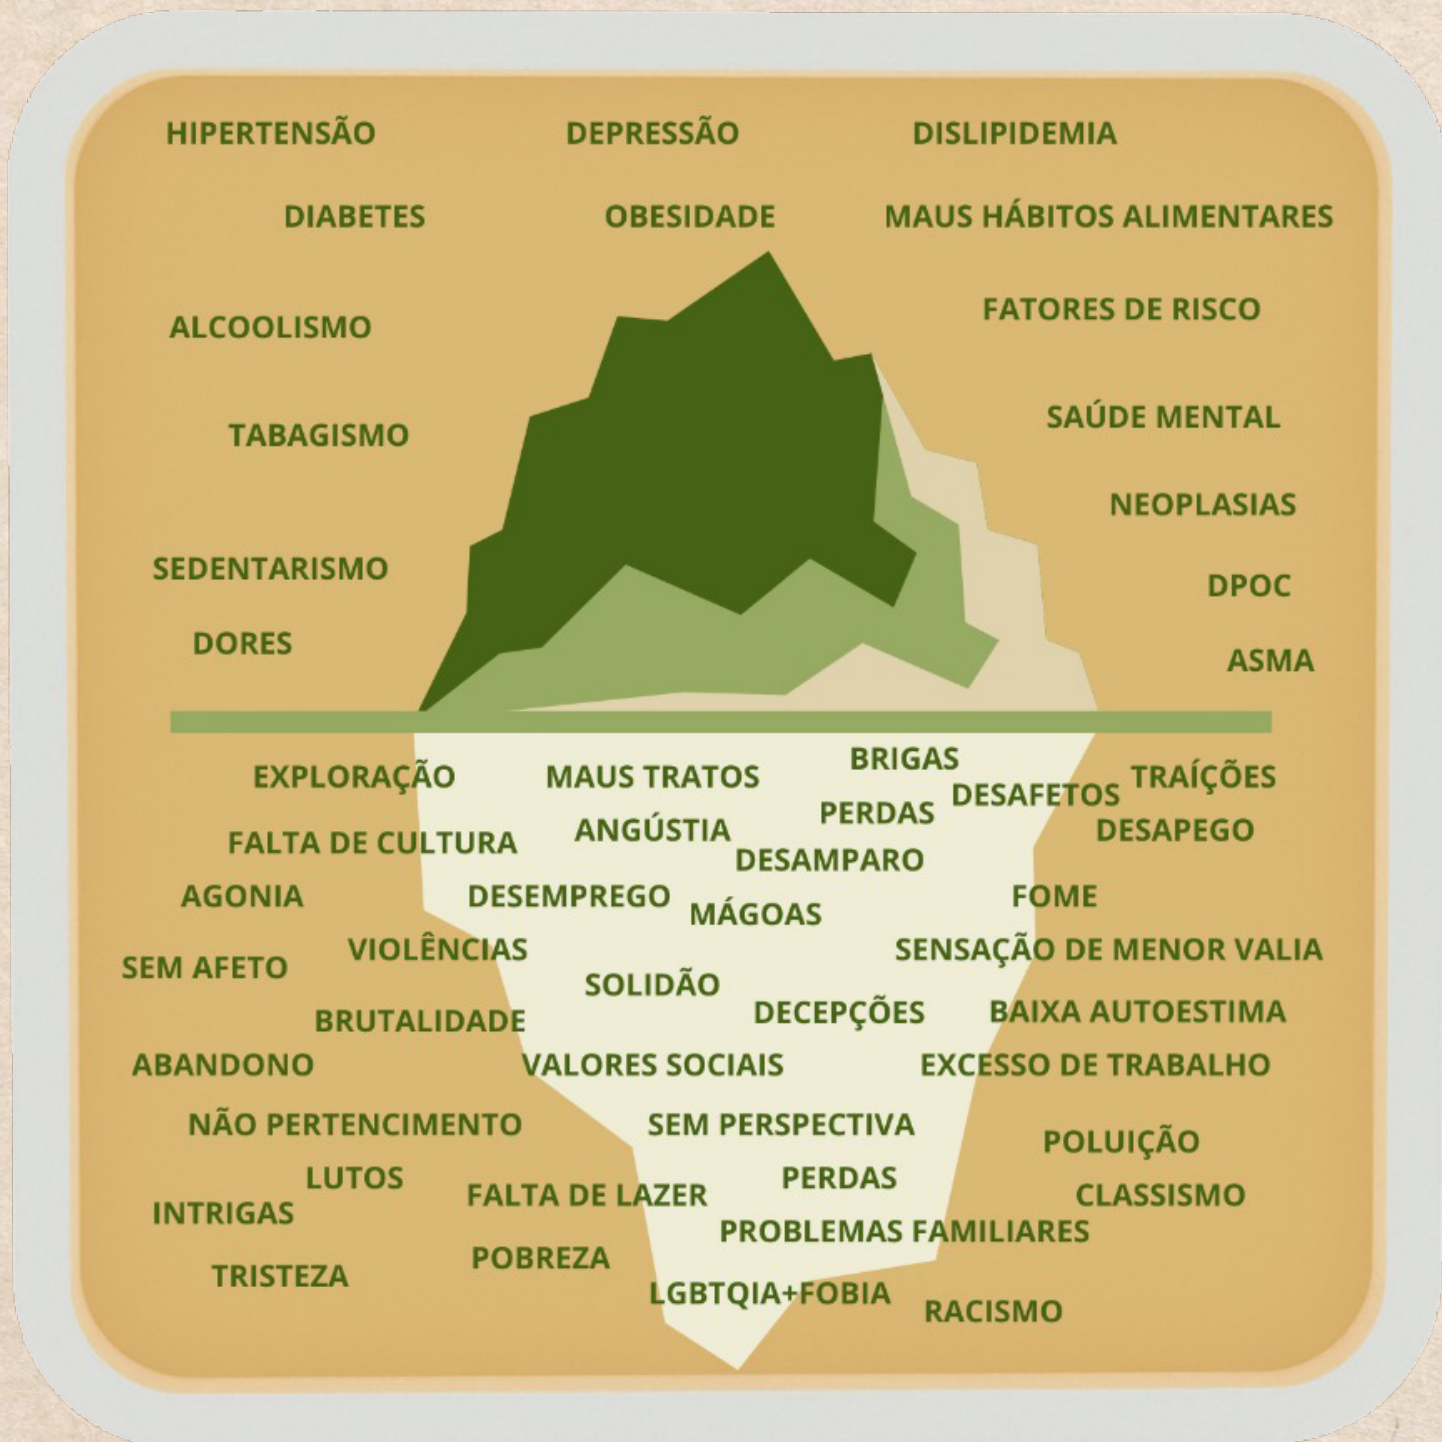 HIPERTENSÃO DEPRESSÃO DISLIPIDEMIA
DIABETES OBESIDADE MAUS HÁBITOS ALIMENTARES
FATORES DE RISCO
ALCOOLISMO
SAÚDE MENTAL
TABAGISMO
NEOPLASIAS
SEDENTARISMO
DPOC
DORES
ASMA
BRIGAS
EXPLORAÇÃO MAUS TRATOS TRAÍÇÕES
DESAFETOS
PERDAS
ANGÚSTIA DESAPEGO
FALTA DE CULTURA
DESAMPARO
AGONIA DESEMPREGO FOME
MÁGOAS
VIOLÊNCIAS SENSAÇÃO DE MENOR VALIA
SEM AFETO
SOLIDÃO
DECEPÇÕES BAIXA AUTOESTIMA
BRUTALIDADE
ABANDONO VALORES SOCIAIS EXCESSO DE TRABALHO
NÃO PERTENCIMENTO SEM PERSPECTIVA
POLUIÇÃO
LUTOS PERDAS
FALTA DE LAZER CLASSISMO
INTRIGAS
PROBLEMAS FAMILIARES
POBREZA
TRISTEZA
LGBTQIA+FOBIA
RACISMO